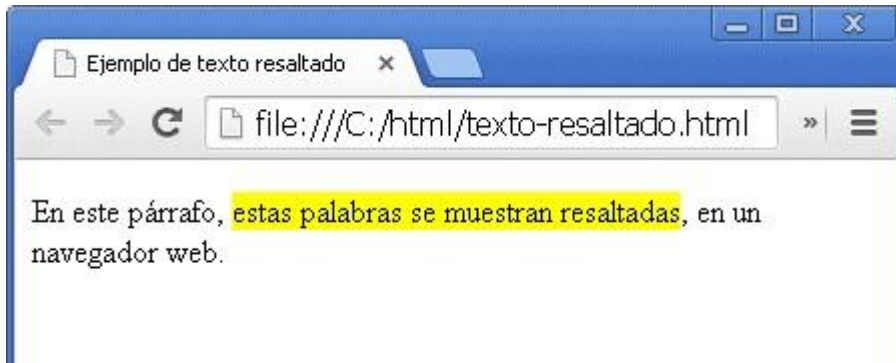 Ejemplo de texto resaltado
file:///C:/html/texto-resaltado.html
En este párrafo, estas palabras se muestran resaltadas, en un
navegador web.